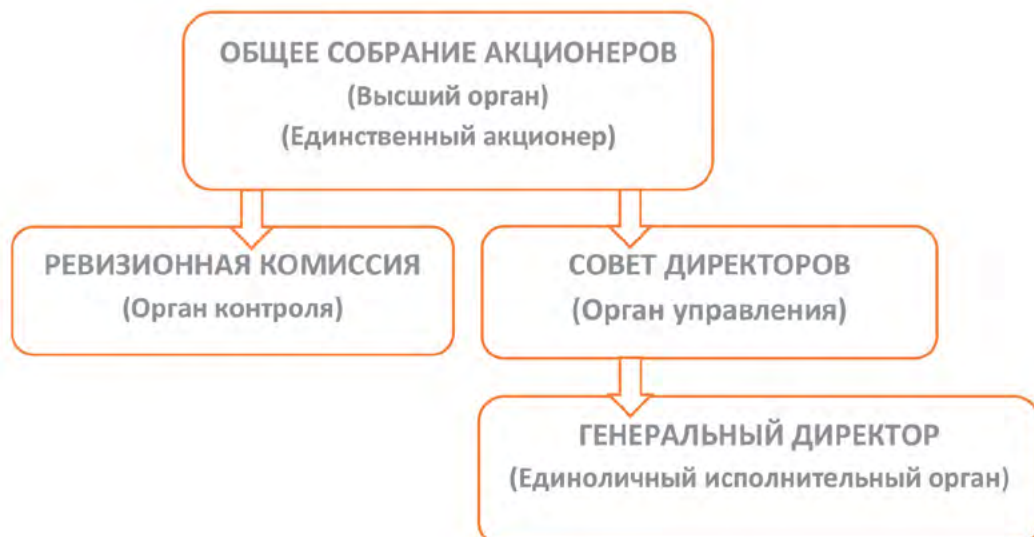 ОБЩЕЕ СОБРАНИЕ АКЦИОНЕРОВ
(Высший орган)
(Единственный акционер)
РЕВИЗИОННАЯ КОМИССИЯ
(Орган контроля)
СОВЕТ ДИРЕКТОРОВ
(Орган управления)
ГЕНЕРАЛЬНЫЙ ДИРЕКТОР
(Единоличный исполнительный орган)